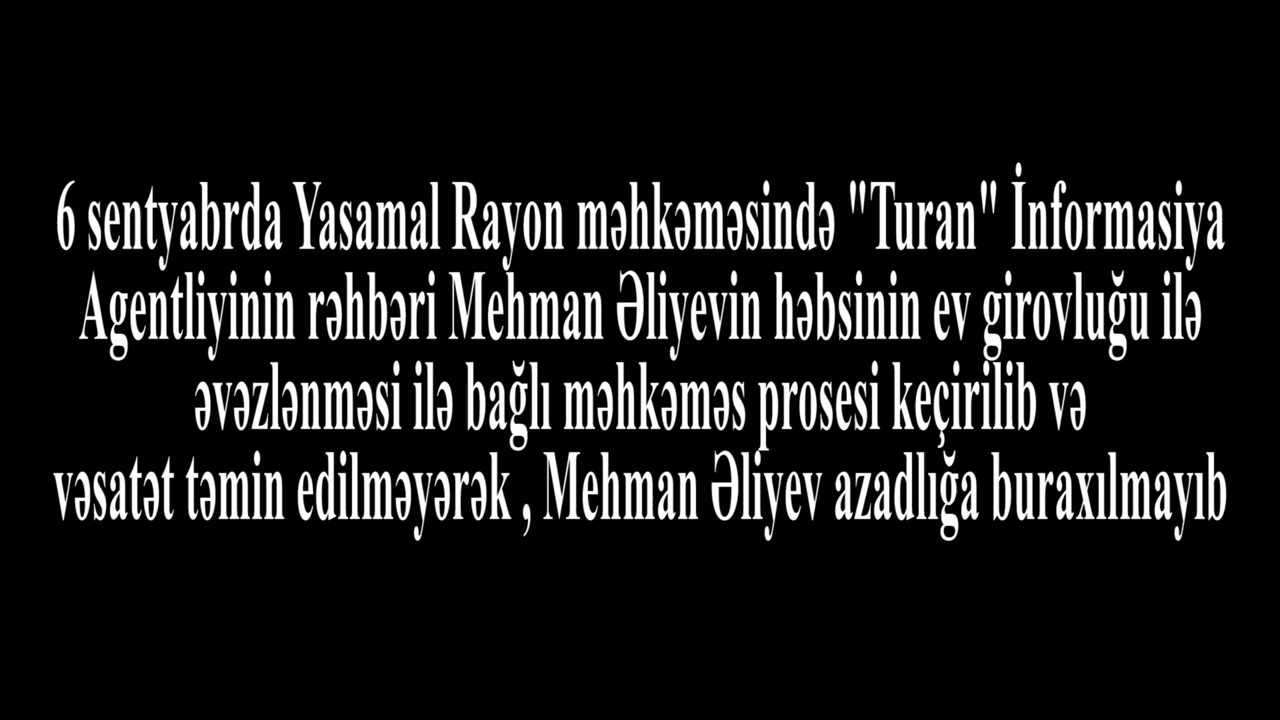 6 sentyabrda Yasamal Rayon məhkəməsində "Turan" İnformasiya
Agentliyinin rəhbəri Mehman Əliyevin həbsinin ev girovluğu ilə
əvəzlənməsi ilə bağlı məhkəməs prosesi keçirilib və
vəsatət təmin edilməyərək , Mehman Əliyev azadlığa buraxılmayıb